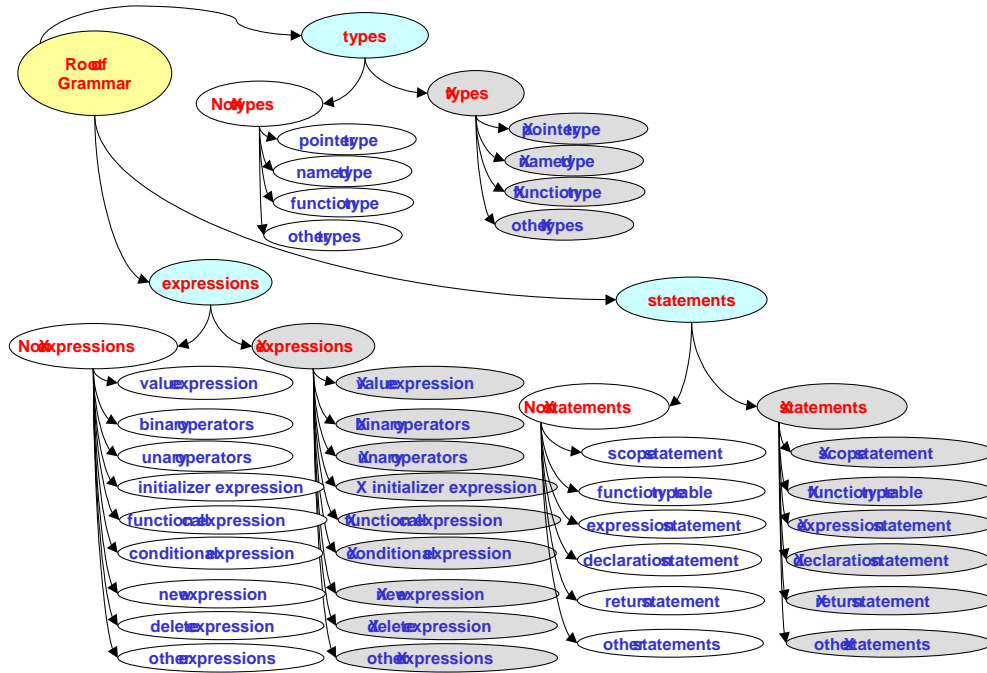 types
Root of
Grammar
Non X types
X types
pointer type
named type
function type
other types
X pointer type
X named type
X function type
other X types
expressions
statements
Non X expressions
X expressions
value expression
binary operators
unary operators
initializer expression
function call expression
conditional expression
new expression
delete expression
other expressions
X value expression
X binary operators
X unary operators
X initializer expression
X function call expression
X conditional expression
X new expression
X delete expression
other X expressions
Non X statements
X statements
scope statement
function type table
expression statement
declaration statement
return statement
other statements
X scope statement
X function type table
X expression statement
X declaration statement
X return statement
other X statements